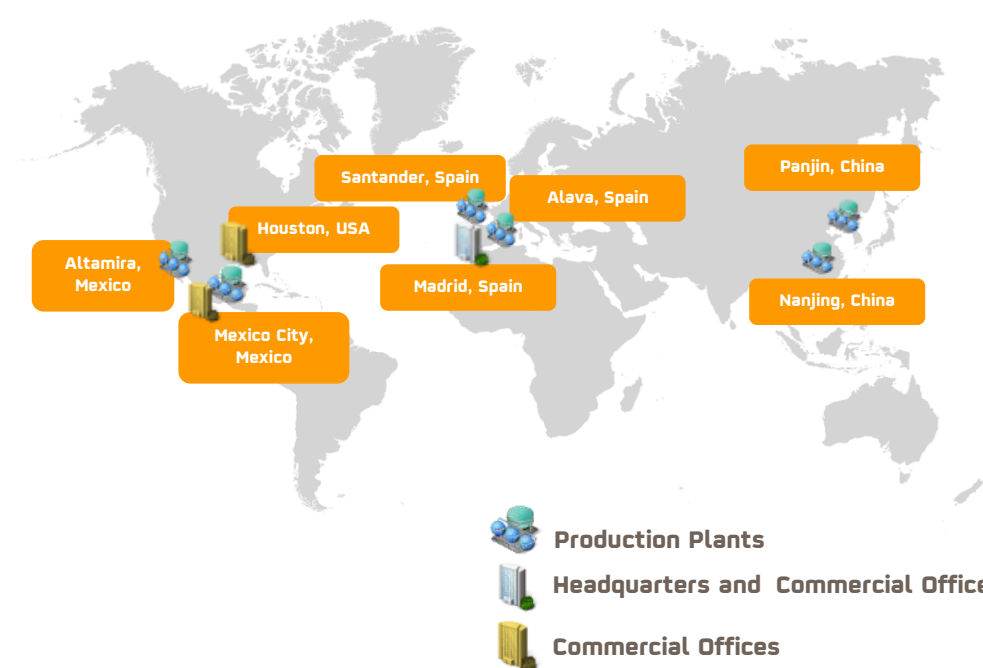 Panjin, China
Santander, Spain
Alava, Spain
Houston, USA
Altamira,
Mexico
Madrid, Spain
Nanjing, China
Mexico City,
Mexico
Production Plants
Headquarters and Commercial Office
Commercial Offices